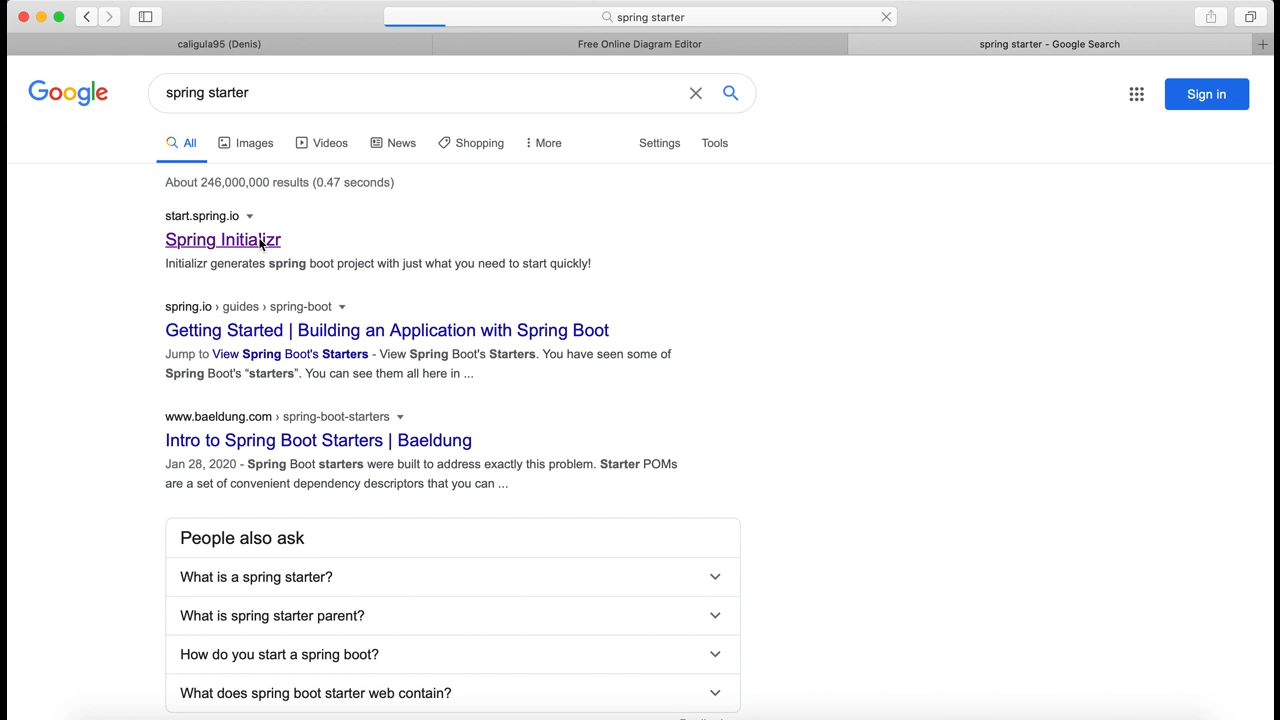 spring starter
caligula95 (Denis)
Free Online Diagram Editor
spring starter - Google Search
Google
spring starter
Sign in
All
Images
Videos
News
Shopping
More
Settings
Tools
About 246,000,000 results (0.47 seconds)
start.spring.io
Spring Initializr
Initializr generates spring boot project with just what you need to start quickly!
spring.io › guides › spring-boot
Getting Started | Building an Application with Spring Boot
Jump to View Spring Boot's Starters - View Spring Boot's Starters. You have seen some of
Spring Boot's “starters”. You can see them all here in ...
www.baeldung.com › spring-boot-starters
Intro to Spring Boot Starters | Baeldung
Jan 28, 2020 - Spring Boot starters were built to address exactly this problem. Starter POMs
are a set of convenient dependency descriptors that you can ...
People also ask
What is a spring starter?
What is spring starter parent?
How do you start a spring boot?
What does spring boot starter web contain?